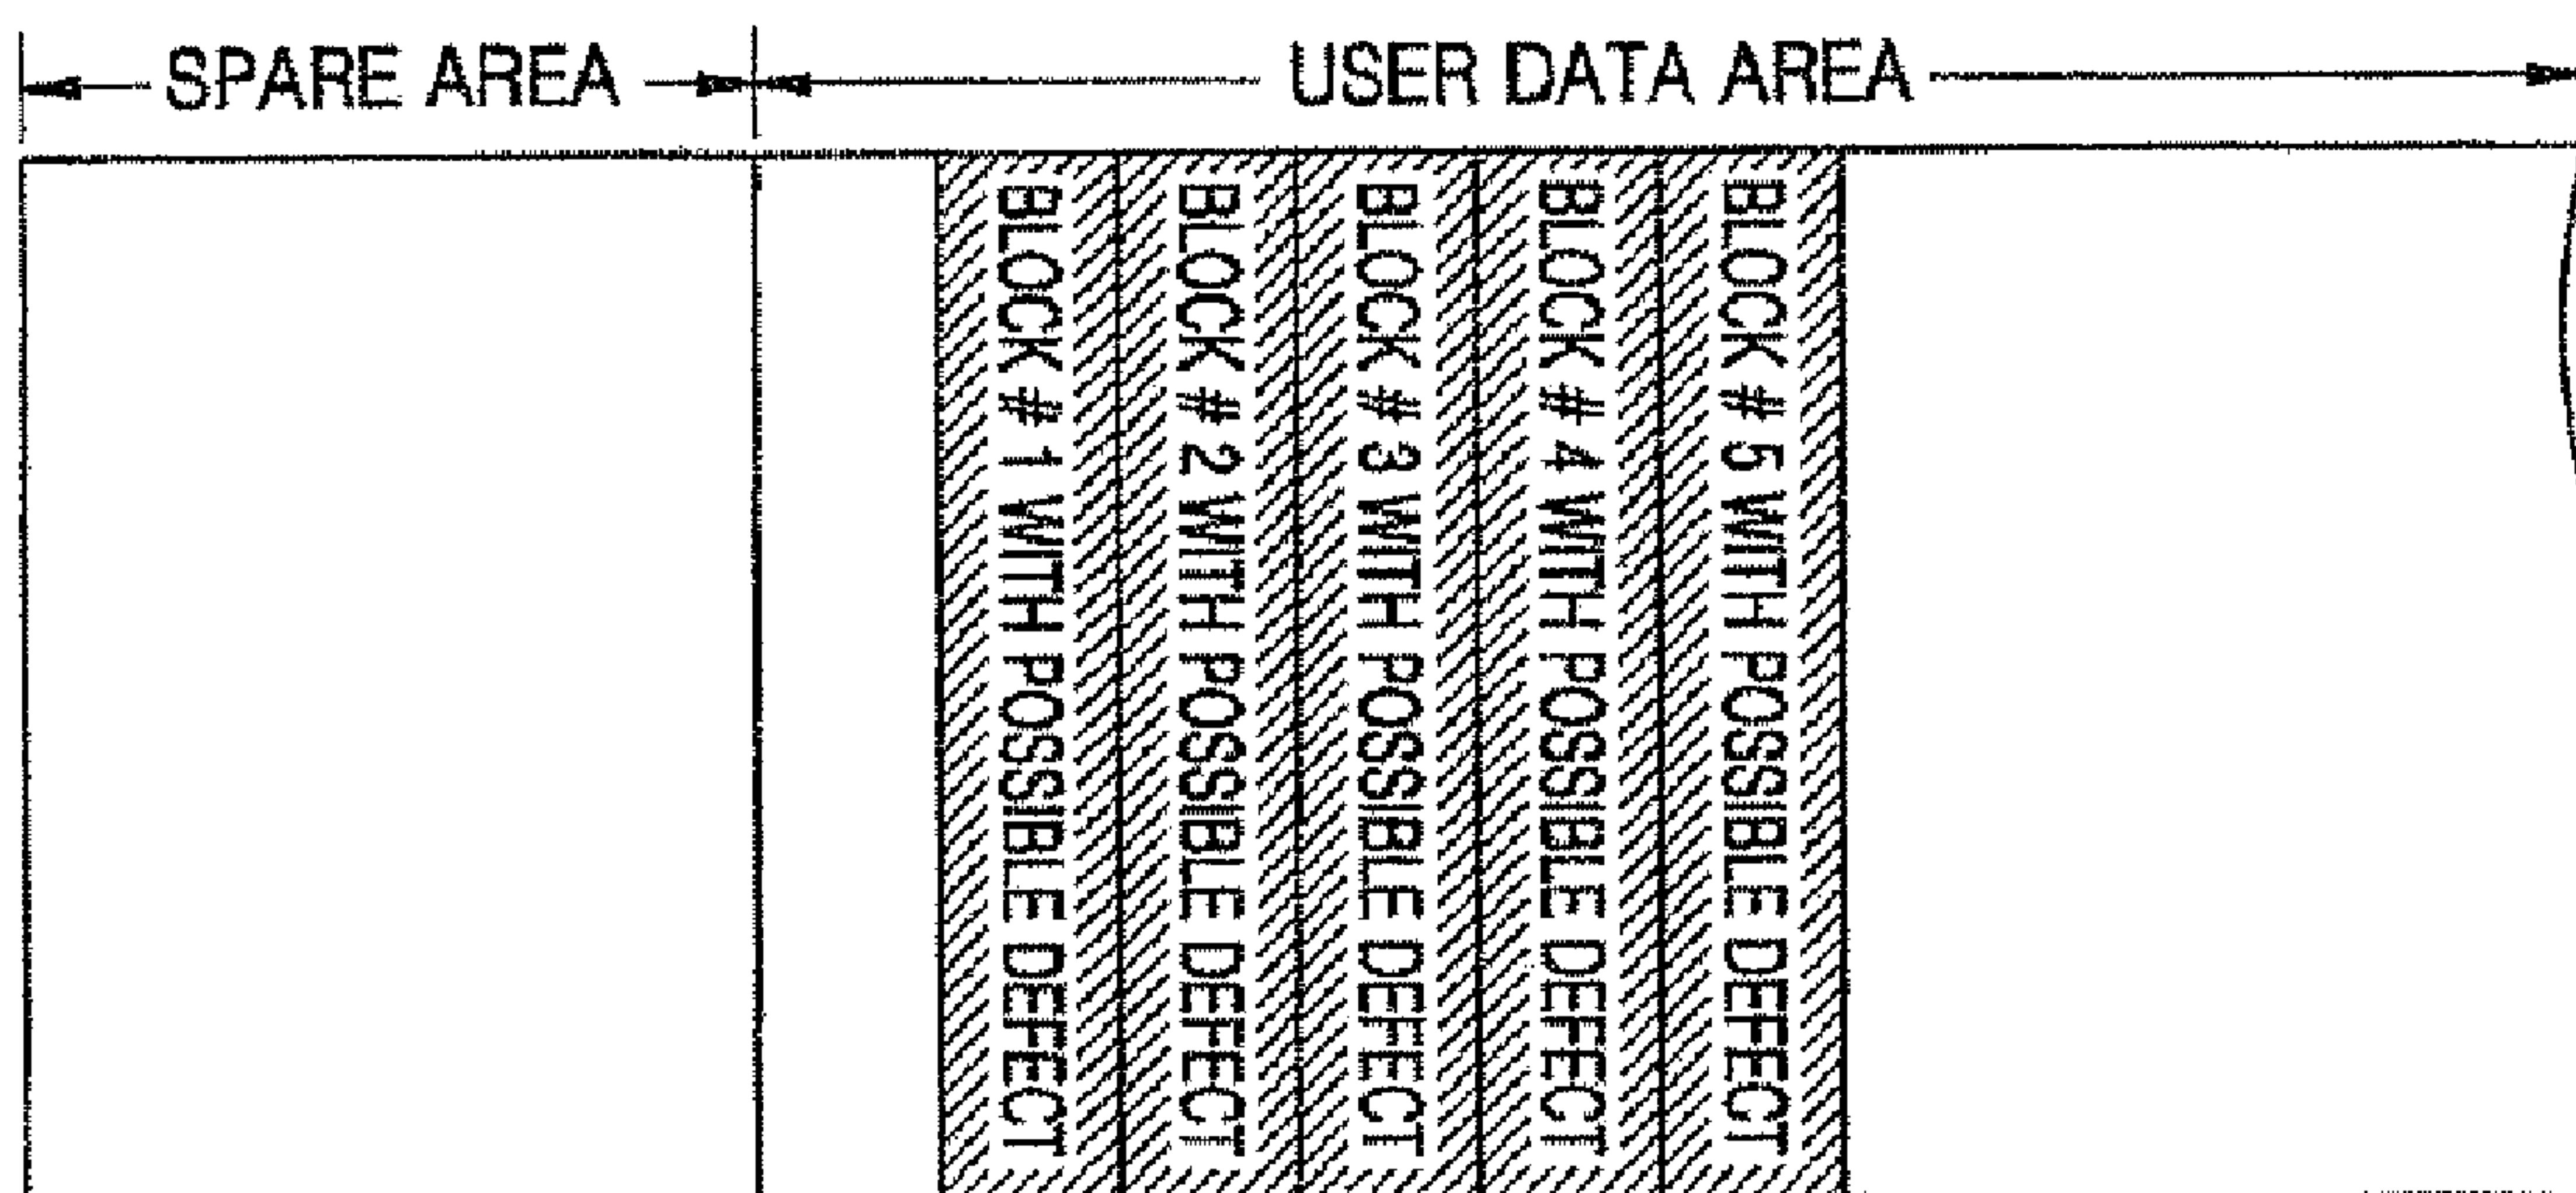 SPARE AREA
USER DATA AREA
BLOCK # 1 WITH POSSIBLE DEFECT
BLOCK # 2 WITH POSSIBLE DEFECT
BLOCK # 3 WITH POSSIBLE DEFECT
BLOCK # 4 WITH POSSIBLE DEFECT
BLOCK # 5 WITH POSSIBLE DEFECT